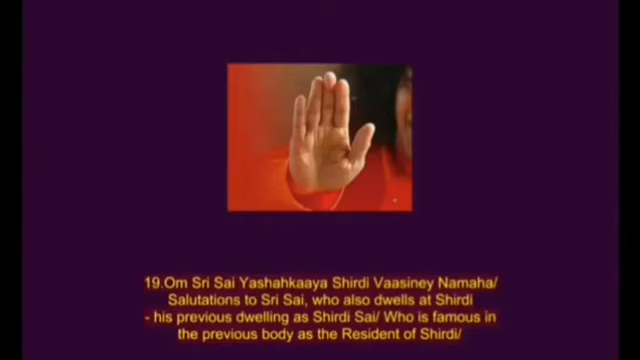 19.Om Sri Sai Yashahkaaya Shirdi Vaasiney Namaha/
Salutations to Sri Sai, who also dwells at Shirdi
- his previous dwelling as Shirdi Sai/ Who is famous in
the previous body as the Resident of Shirdi/